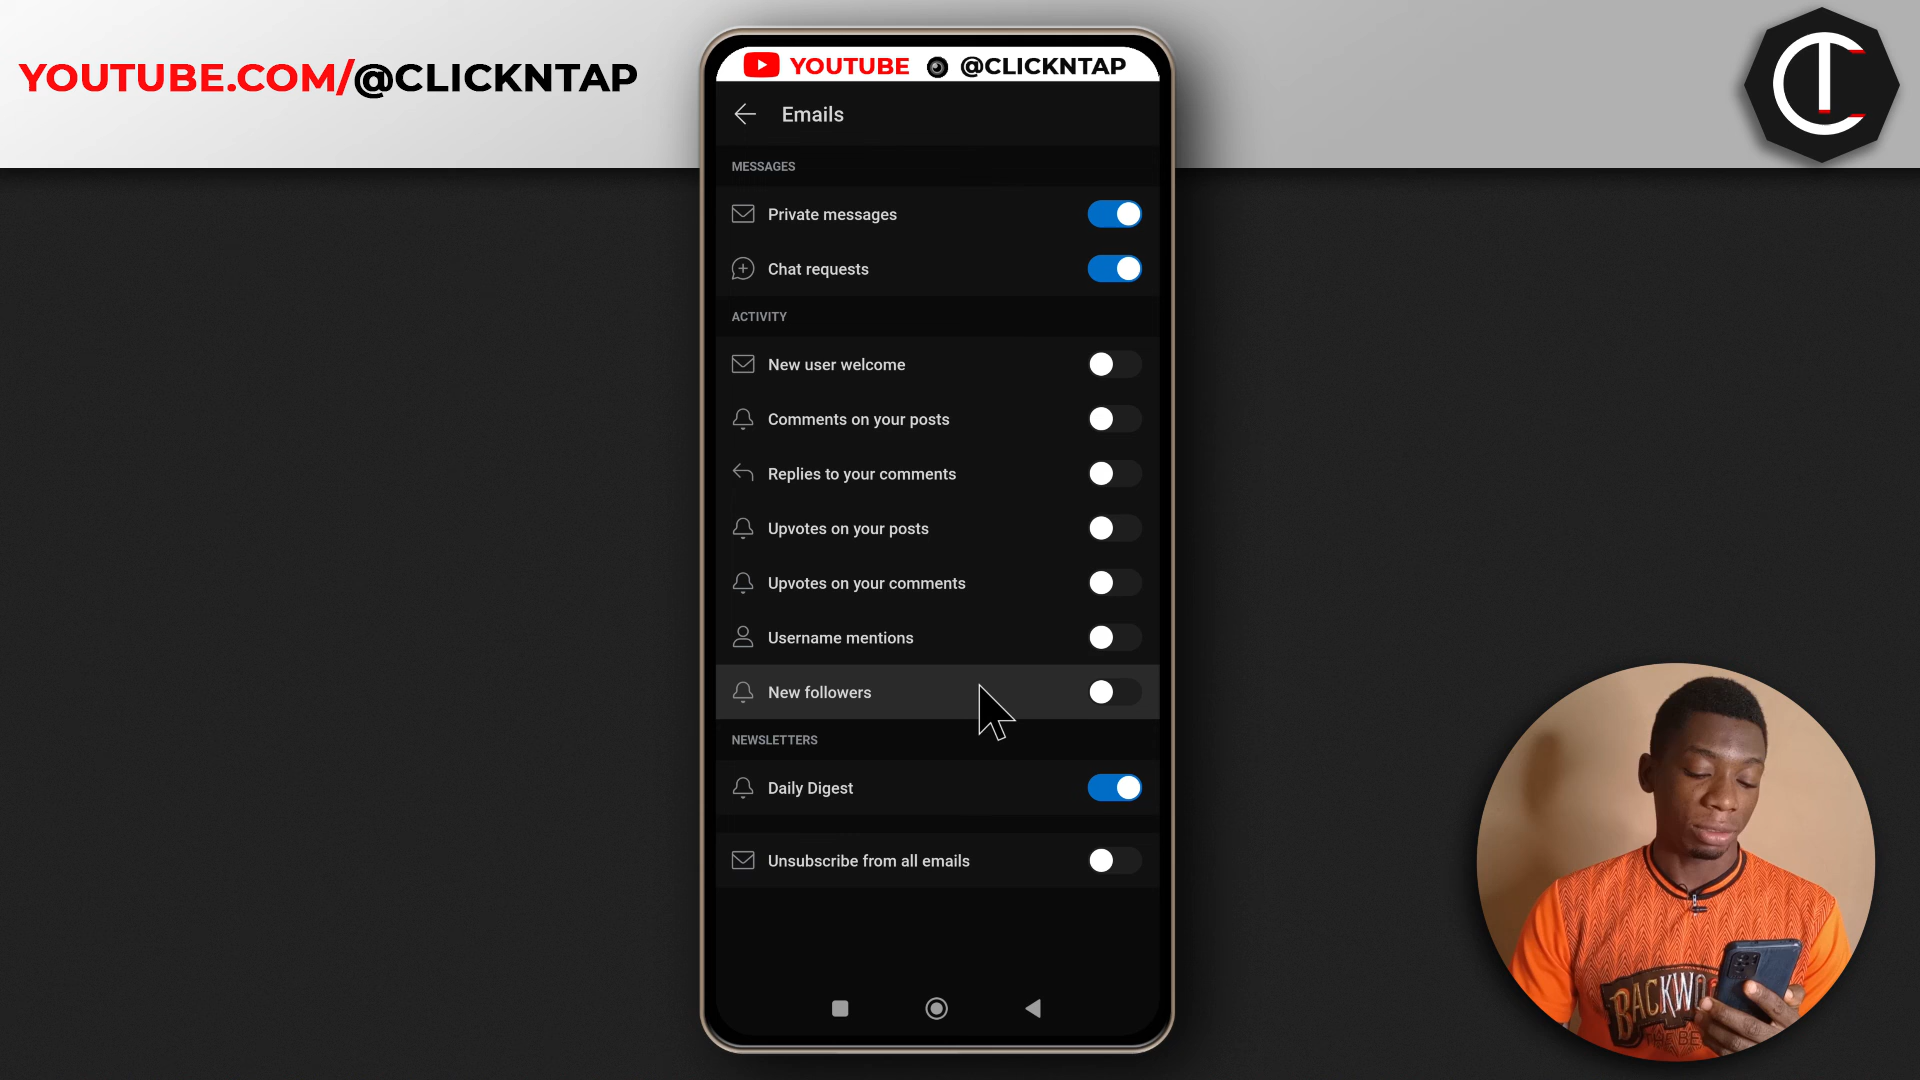 YOUTUBE.COM/@CLICKNTAP
YOUTUBE @CLICKNTAP
Emails
MESSAGES
Private messages
Chat requests
ACTIVITY
New user welcome
Comments on your posts
Replies to your comments
Upvotes on your posts
Upvotes on your comments
Username mentions
New followers
NEWSLETTERS
Daily Digest
Unsubscribe from all emails